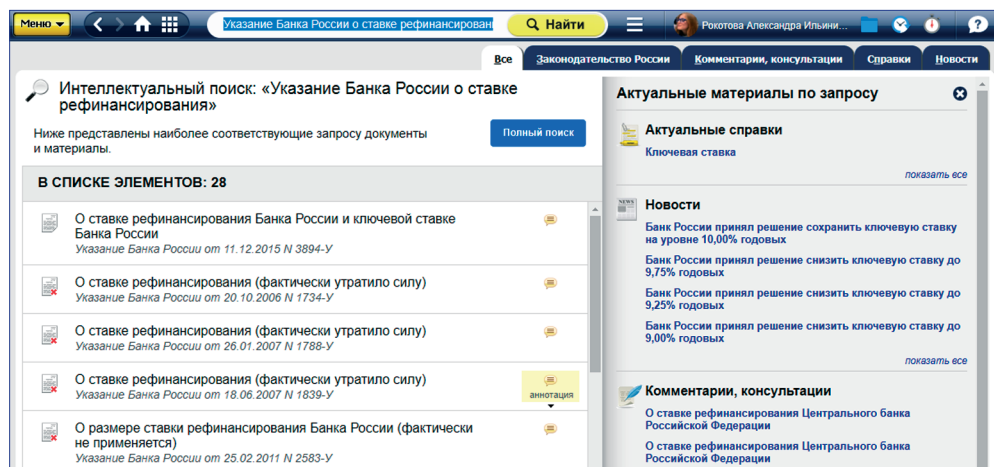 Меню
Указание Банка России о ставке рефинансирован
Найти
Рокотова Александра Ильини...
?
Все
Законодательство России
Комментарии, консультации
Справки
Новости
Интеллектуальный поиск: «Указание Банка России о ставке
рефинансирования»
Ниже представлены наиболее соответствующие запросу документы
и материалы.
Полный поиск
В СПИСКЕ ЭЛЕМЕНТОВ: 28
О ставке рефинансирования Банка России и ключевой ставке
Банка России
Указание Банка России от 11.12.2015 N 3894-У
О ставке рефинансирования (фактически утратило силу)
Указание Банка России от 20.10.2006 N 1734-У
О ставке рефинансирования (фактически утратило силу)
Указание Банка России от 26.01.2007 N 1788-У
О ставке рефинансирования (фактически утратило силу)
Указание Банка России от 18.06.2007 N 1839-У
аннотация
О размере ставки рефинансирования Банка России (фактически
не применяется)
Указание Банка России от 25.02.2011 N 2583-У
Актуальные материалы по запросу
Актуальные справки
Ключевая ставка
показать все
NEWS
Новости
Банк России принял решение сохранить ключевую ставку
на уровне 10,00% годовых
Банк России принял решение снизить ключевую ставку до
9,75% годовых
Банк России принял решение снизить ключевую ставку до
9,25% годовых
Банк России принял решение снизить ключевую ставку до
9,00% годовых
показать все
Комментарии, консультации
О ставке рефинансирования Центрального банка
Российской Федерации
О ставке рефинансирования Центрального банка
Российской Федерации